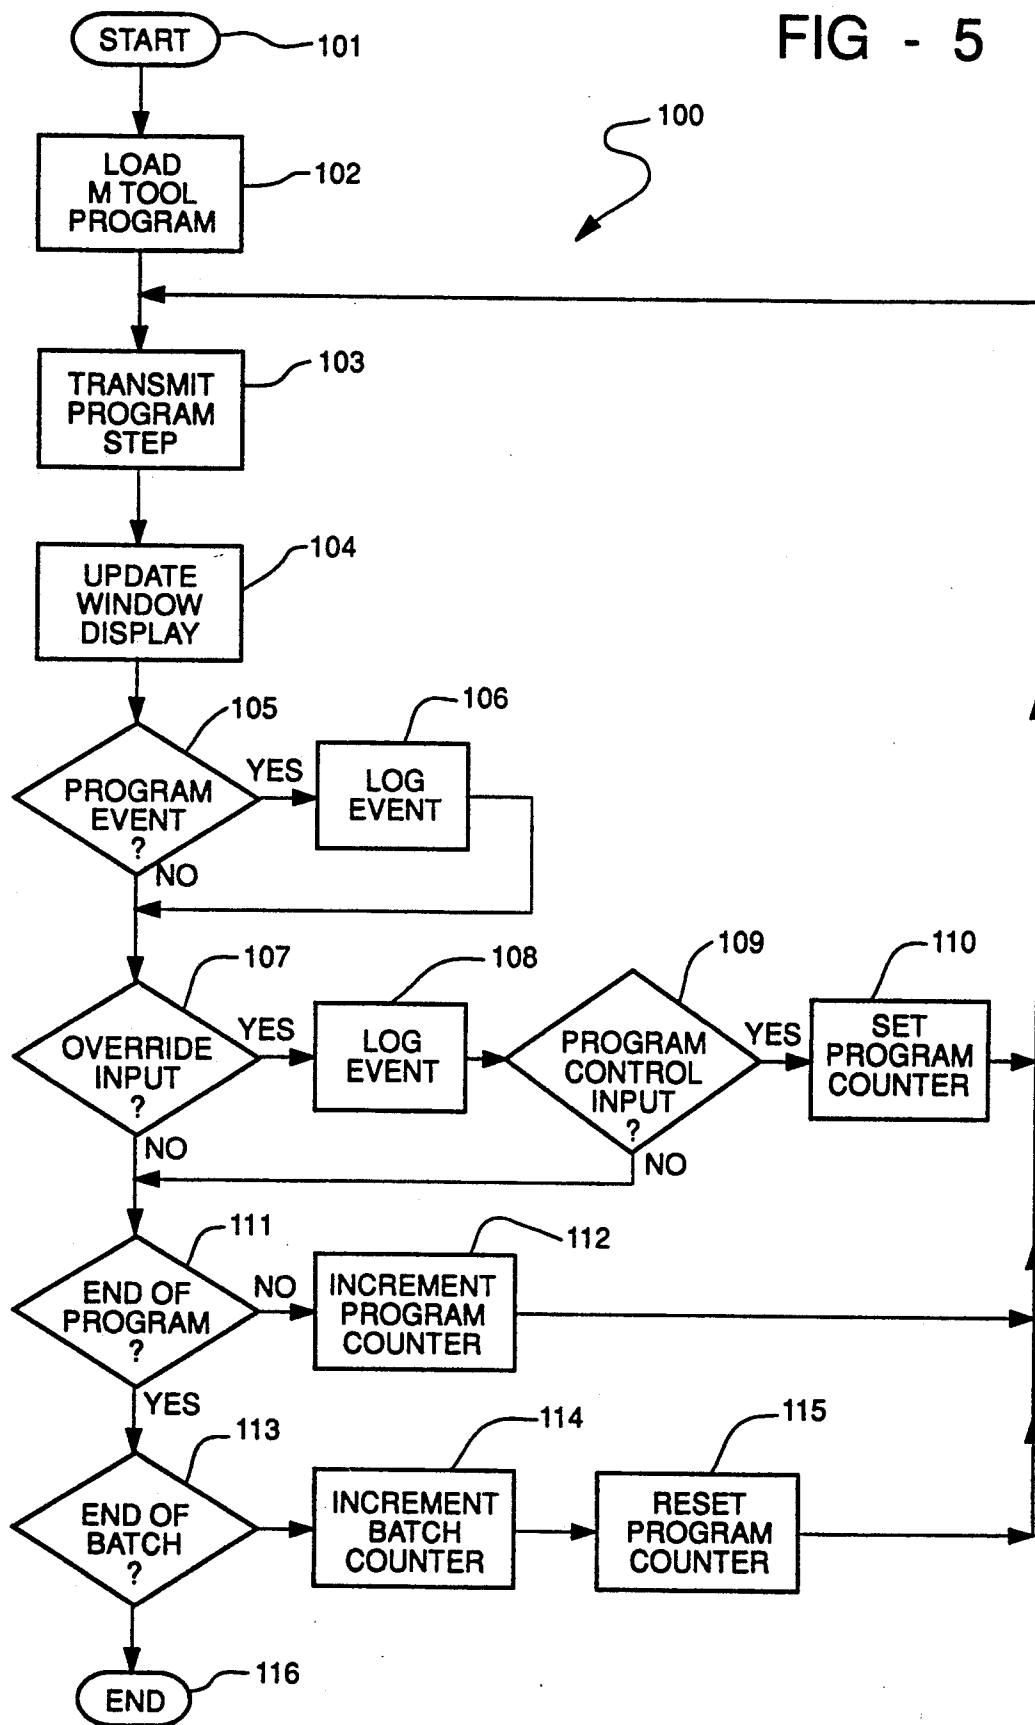 FIG - 5
START
101
100
LOAD
M TOOL
PROGRAM
102
TRANSMIT
PROGRAM
STEP
103
UPDATE
WINDOW
DISPLAY
104
PROGRAM
EVENT
?
105
YES
NO
LOG
EVENT
106
OVERRIDE
INPUT
?
107
YES
NO
LOG
EVENT
108
PROGRAM
CONTROL
INPUT
?
109
YES
NO
SET
PROGRAM
COUNTER
110
END OF
PROGRAM
?
111
NO
YES
INCREMENT
PROGRAM
COUNTER
112
END OF
BATCH
?
113
INCREMENT
BATCH
COUNTER
114
RESET
PROGRAM
COUNTER
115
END
116